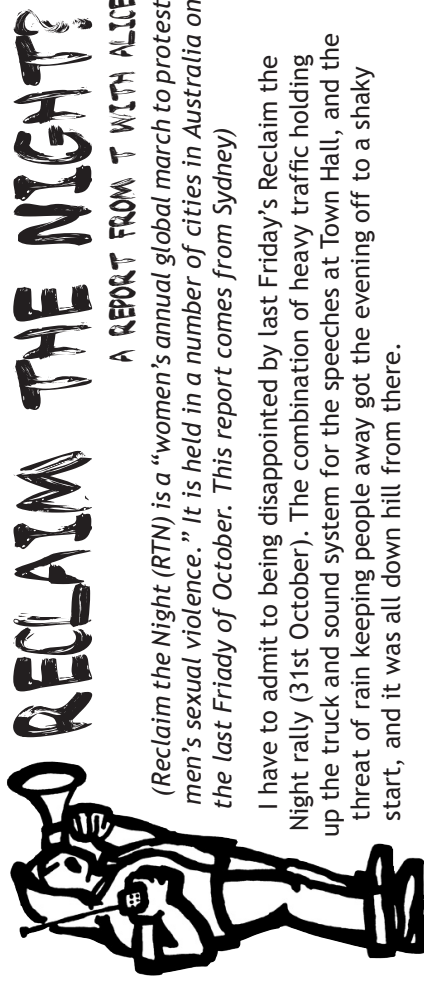 RECLAIM THE NIGHT?
A REPORT FROM T WITH ALICE
(Reclaim the Night (RTN) is a “women’s annual global march to protest
men’s sexual violence.” It is held in a number of cities in Australia on
the last Friady of October. This report comes from Sydney)
I have to admit to being disappointed by last Friday’s Reclaim the
Night rally (31st October). The combination of heavy traffic holding
up the truck and sound system for the speeches at Town Hall, and the
threat of rain keeping people away got the evening off to a shaky
start, and it was all down hill from there.